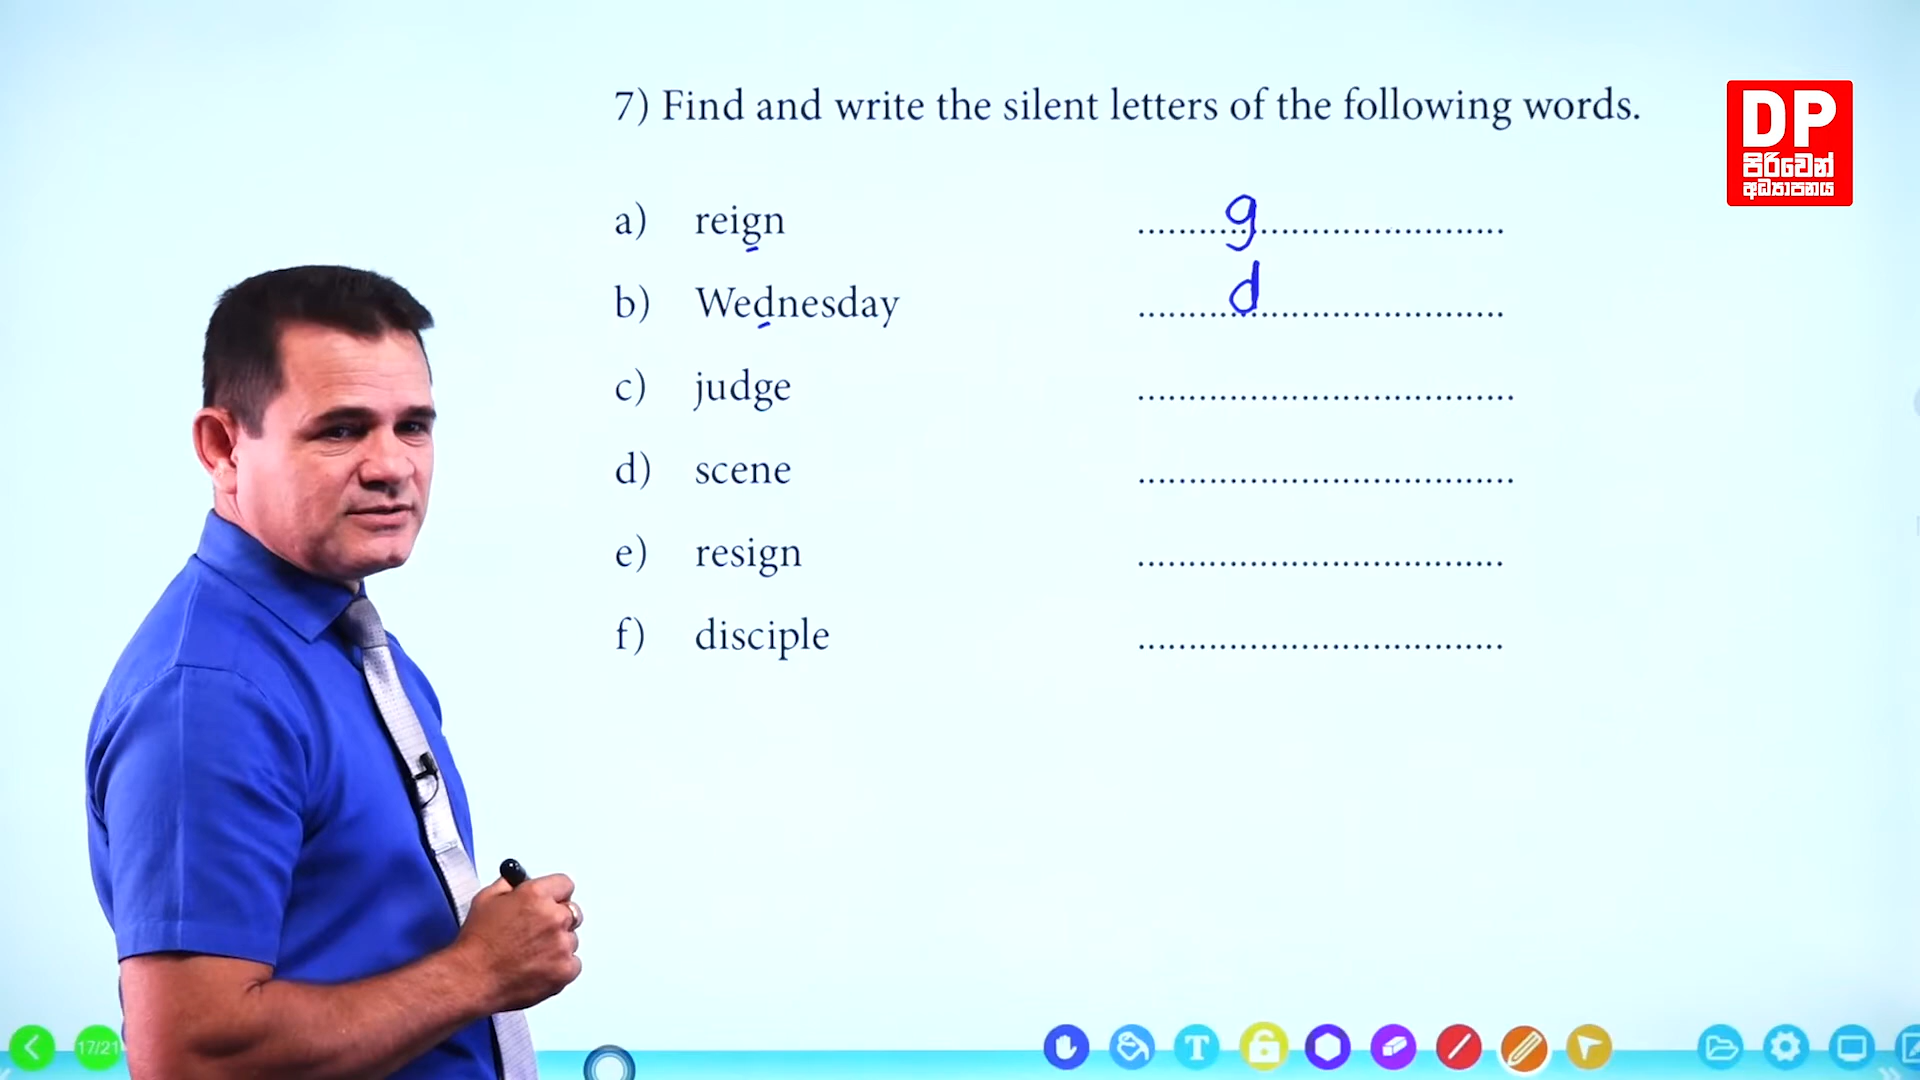 7) Find and write the silent letters of the following words.
DP
පිරිවෙන්
අධ්‍යාපනය
a) reign ........................................ g
b) Wednesday ........................................ d
c) judge ........................................
d) scene ........................................
e) resign ........................................
f) disciple ........................................
17/21
T